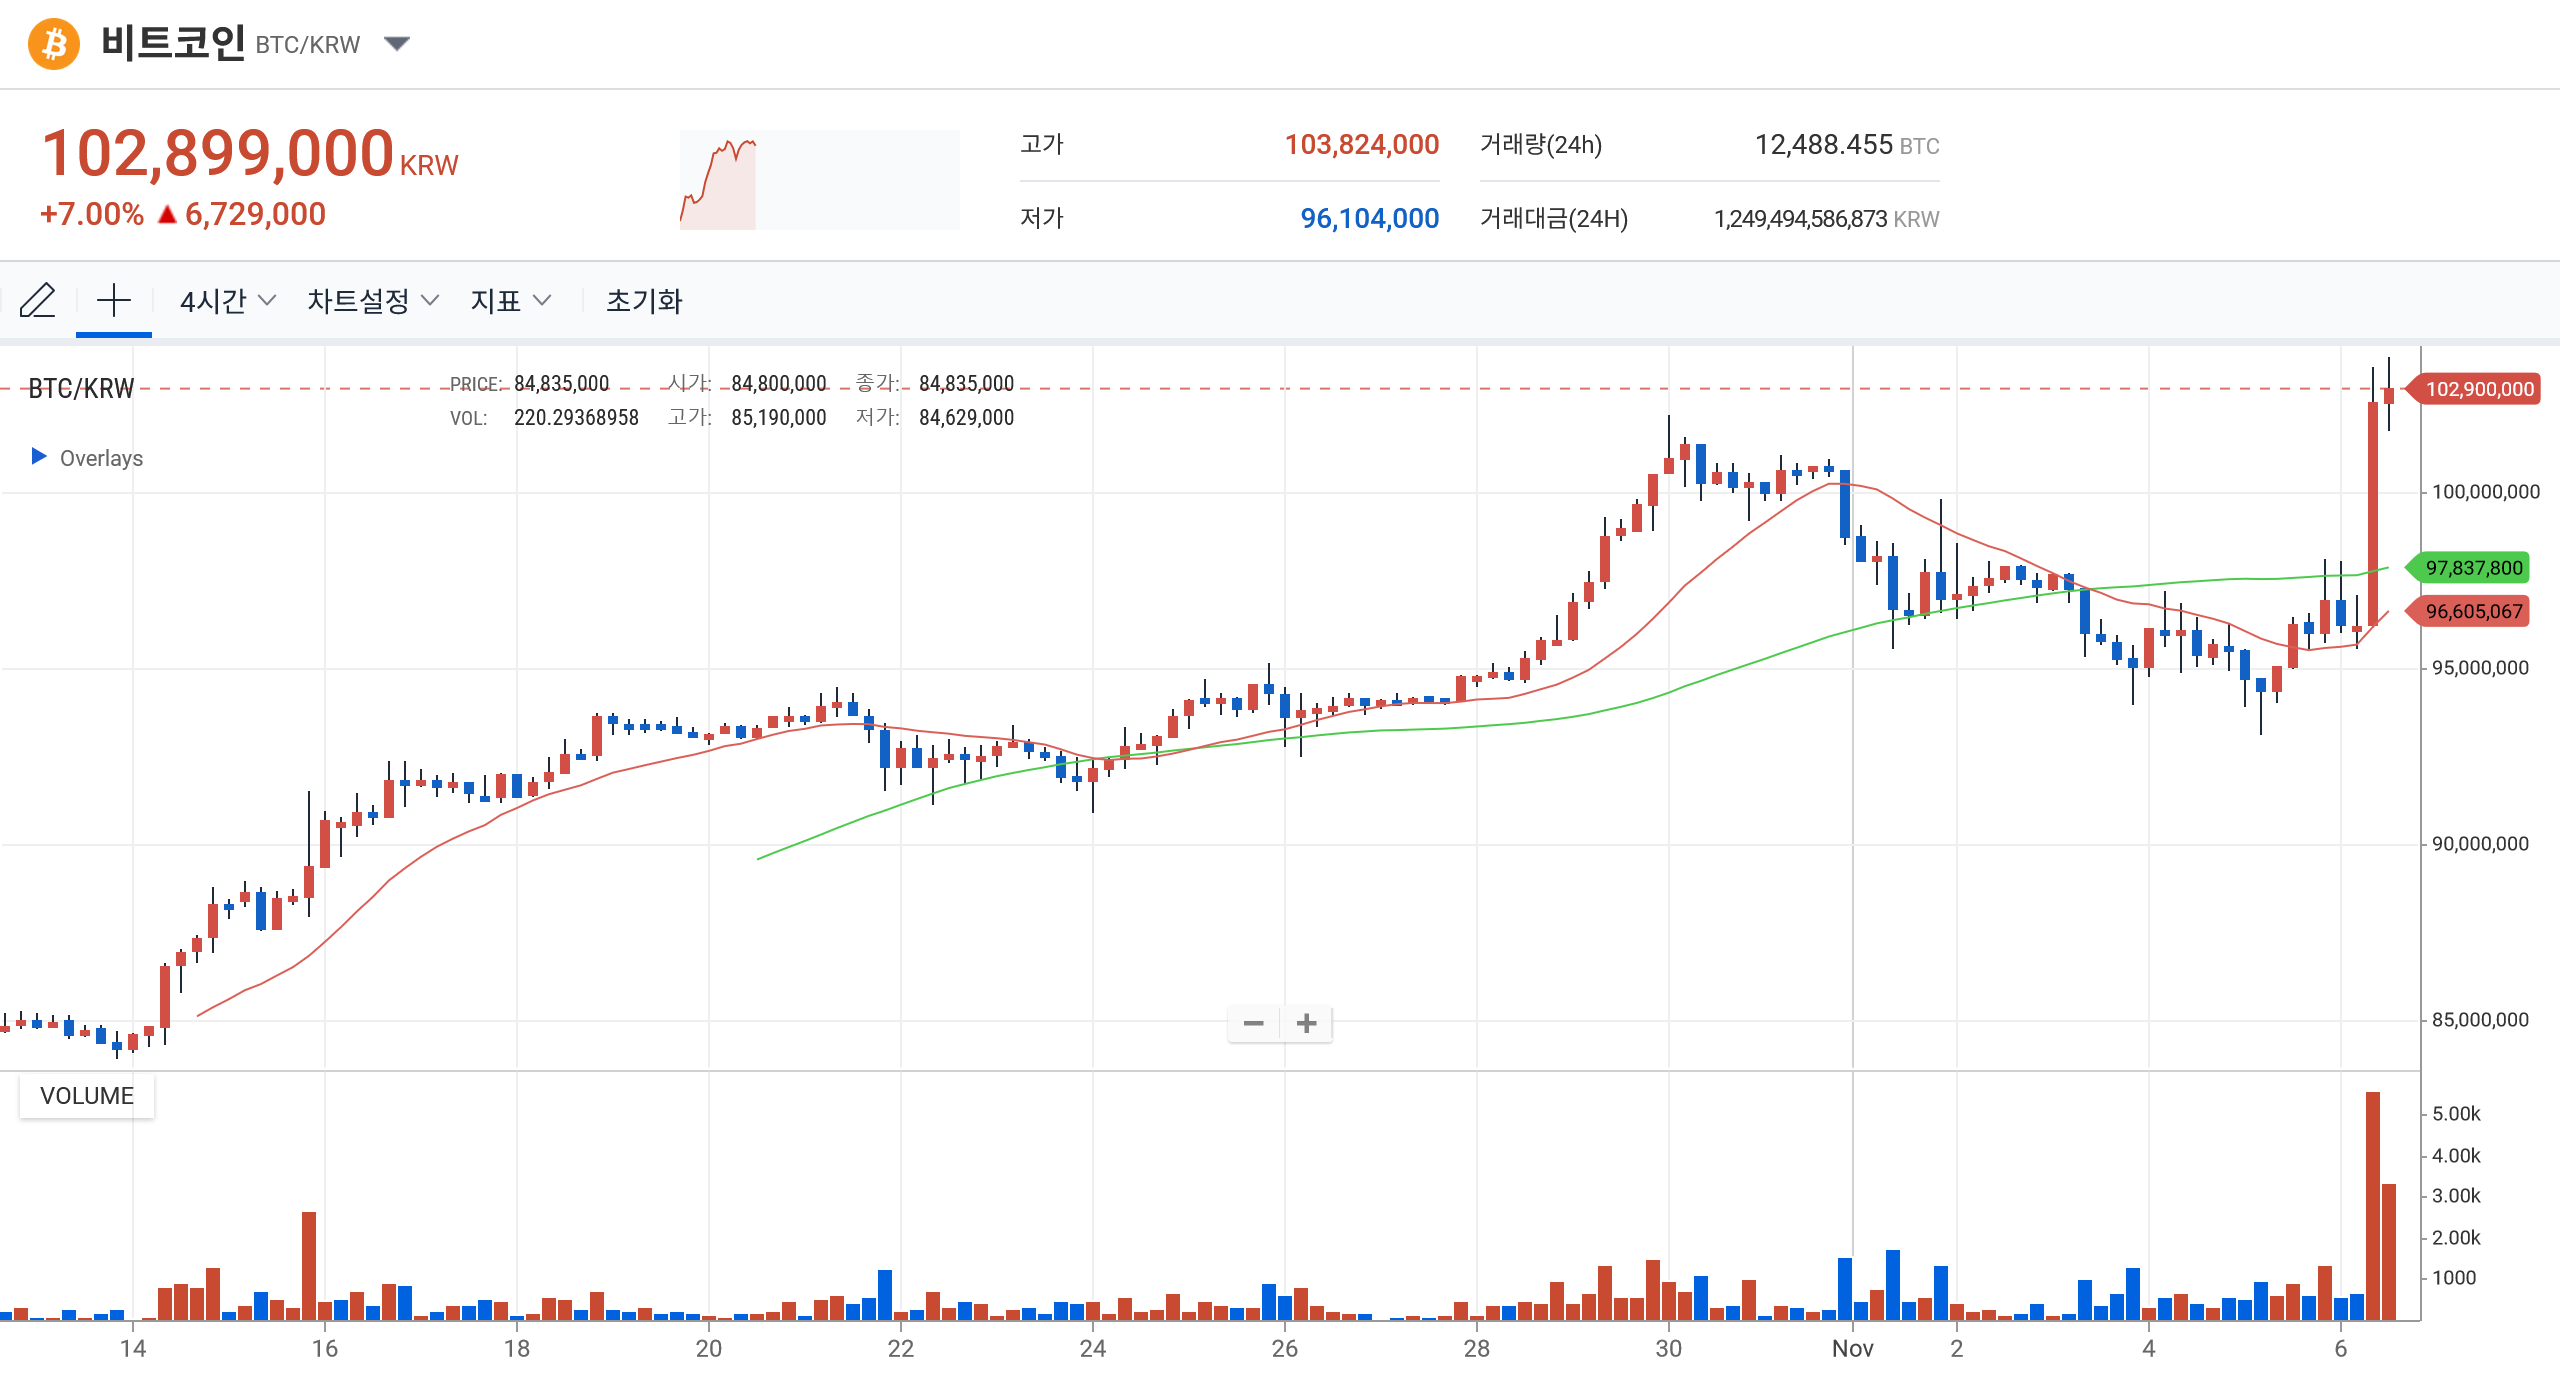 비트코인 BTC/KRW
102,899,000 KRW
+7.00% ▲ 6,729,000
고가 103,824,000
저가 96,104,000
거래량(24h) 12,488.455 BTC
거래대금(24H) 1,249,494,586,873 KRW
4시간 차트설정 지표 초기화
BTC/KRW
PRICE: 84,835,000 시가: 84,800,000 종가: 84,835,000
VOL: 220.29368958 고가: 85,190,000 저가: 84,629,000
Overlays
102,900,000
100,000,000
97,837,800
96,605,067
95,000,000
90,000,000
85,000,000
VOLUME
5.00k
4.00k
3.00k
2.00k
1000
14 16 18 20 22 24 26 28 30 Nov 2 4 6